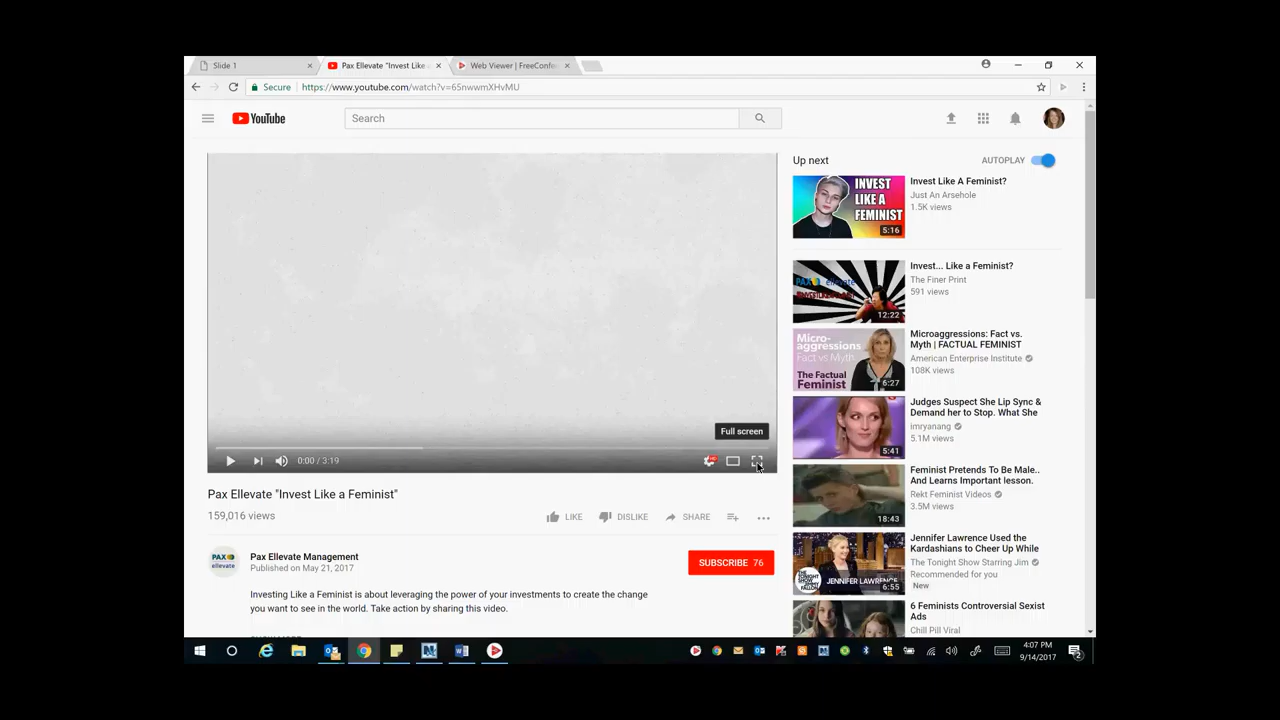 Slide 1
Pax Ellevate "Invest Like
Web Viewer | FreeConfe
Secure
https://www.youtube.com/watch?v=65nwwmXHvMU
YouTube
Search
Full screen
0:00 / 3:19
HD
Pax Ellevate "Invest Like a Feminist"
159,016 views
LIKE
DISLIKE
SHARE
PAX
ellevate
Pax Ellevate Management
Published on May 21, 2017
SUBSCRIBE 76
Investing Like a Feminist is about leveraging the power of your investments to create the change
you want to see in the world. Take action by sharing this video.
Up next
AUTOPLAY
INVEST
LIKE A
FEMINIST
5:16
Invest Like A Feminist?
Just An Arsehole
1.5K views
PAX ellevate
12:22
Invest... Like a Feminist?
The Finer Print
591 views
Micro-
aggressions
Fact vs Myth
The Factual
Feminist
6:27
Microaggressions: Fact vs.
Myth | FACTUAL FEMINIST
American Enterprise Institute
108K views
5:41
Judges Suspect She Lip Sync &
Demand her to Stop. What She
imryanang
5.1M views
18:43
Feminist Pretends To Be Male..
And Learns Important lesson.
Rekt Feminist Videos
3.5M views
THE TONIGHT SHOW
JENNIFER LAWRENCE
6:55
Jennifer Lawrence Used the
Kardashians to Cheer Up While
The Tonight Show Starring Jim
Recommended for you
New
6 Feminists Controversial Sexist
Ads
Chill Pill Viral
4:07 PM
9/14/2017
2